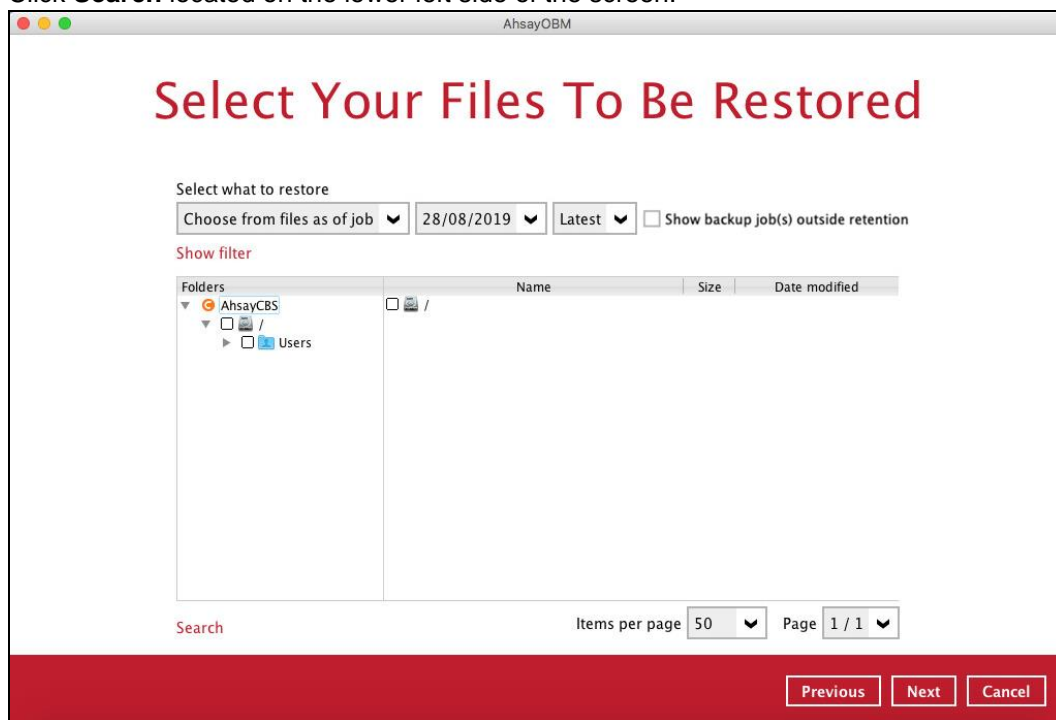 Click Search located on the lower left side of the screen.
AhsayOBM
Select Your Files To Be Restored
Select what to restore
Choose from files as of job 28/08/2019 Latest Show backup job(s) outside retention
Show filter
Folders Name Size Date modified
AhsayCBS /
/
Users
Search Items per page 50 Page 1 / 1
Previous Next Cancel